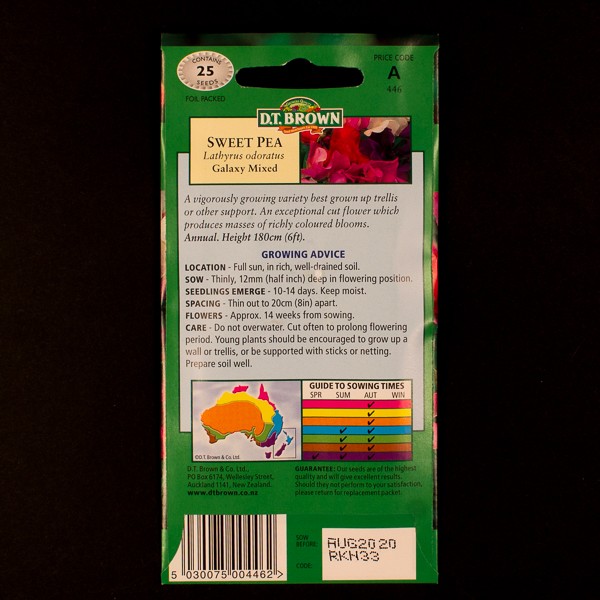 CONTAINS
25
SEEDS
FOIL PACKED
PRICE CODE
A
446
D.T. BROWN
SWEET PEA
Lathyrus odoratus
Galaxy Mixed
A vigorously growing variety best grown up trellis
or other support. An exceptional cut flower which
produces masses of richly coloured blooms.
Annual. Height 180cm (6ft).
GROWING ADVICE
LOCATION - Full sun, in rich, well-drained soil.
SOW - Thinly, 12mm (half inch) deep in flowering position.
SEEDLINGS EMERGE - 10-14 days. Keep moist.
SPACING - Thin out to 20cm (8in) apart.
FLOWERS - Approx. 14 weeks from sowing.
CARE - Do not overwater. Cut often to prolong flowering
period. Young plants should be encouraged to grow up a
wall or trellis, or be supported with sticks or netting.
Prepare soil well.
©D.T. Brown & Co. Ltd
GUIDE TO SOWING TIMES
SPR SUM AUT WIN
D.T. Brown & Co. Ltd.,
PO Box 6174, Wellesley Street,
Auckland 1141, New Zealand.
www.dtbrown.co.nz
GUARANTEE: Our seeds are of the highest
quality and will give excellent results.
Should they not perform to your satisfaction,
please return for replacement packet.
5 030075 004462 >
SOW
BEFORE:
AUG2020
CODE:
RKH33